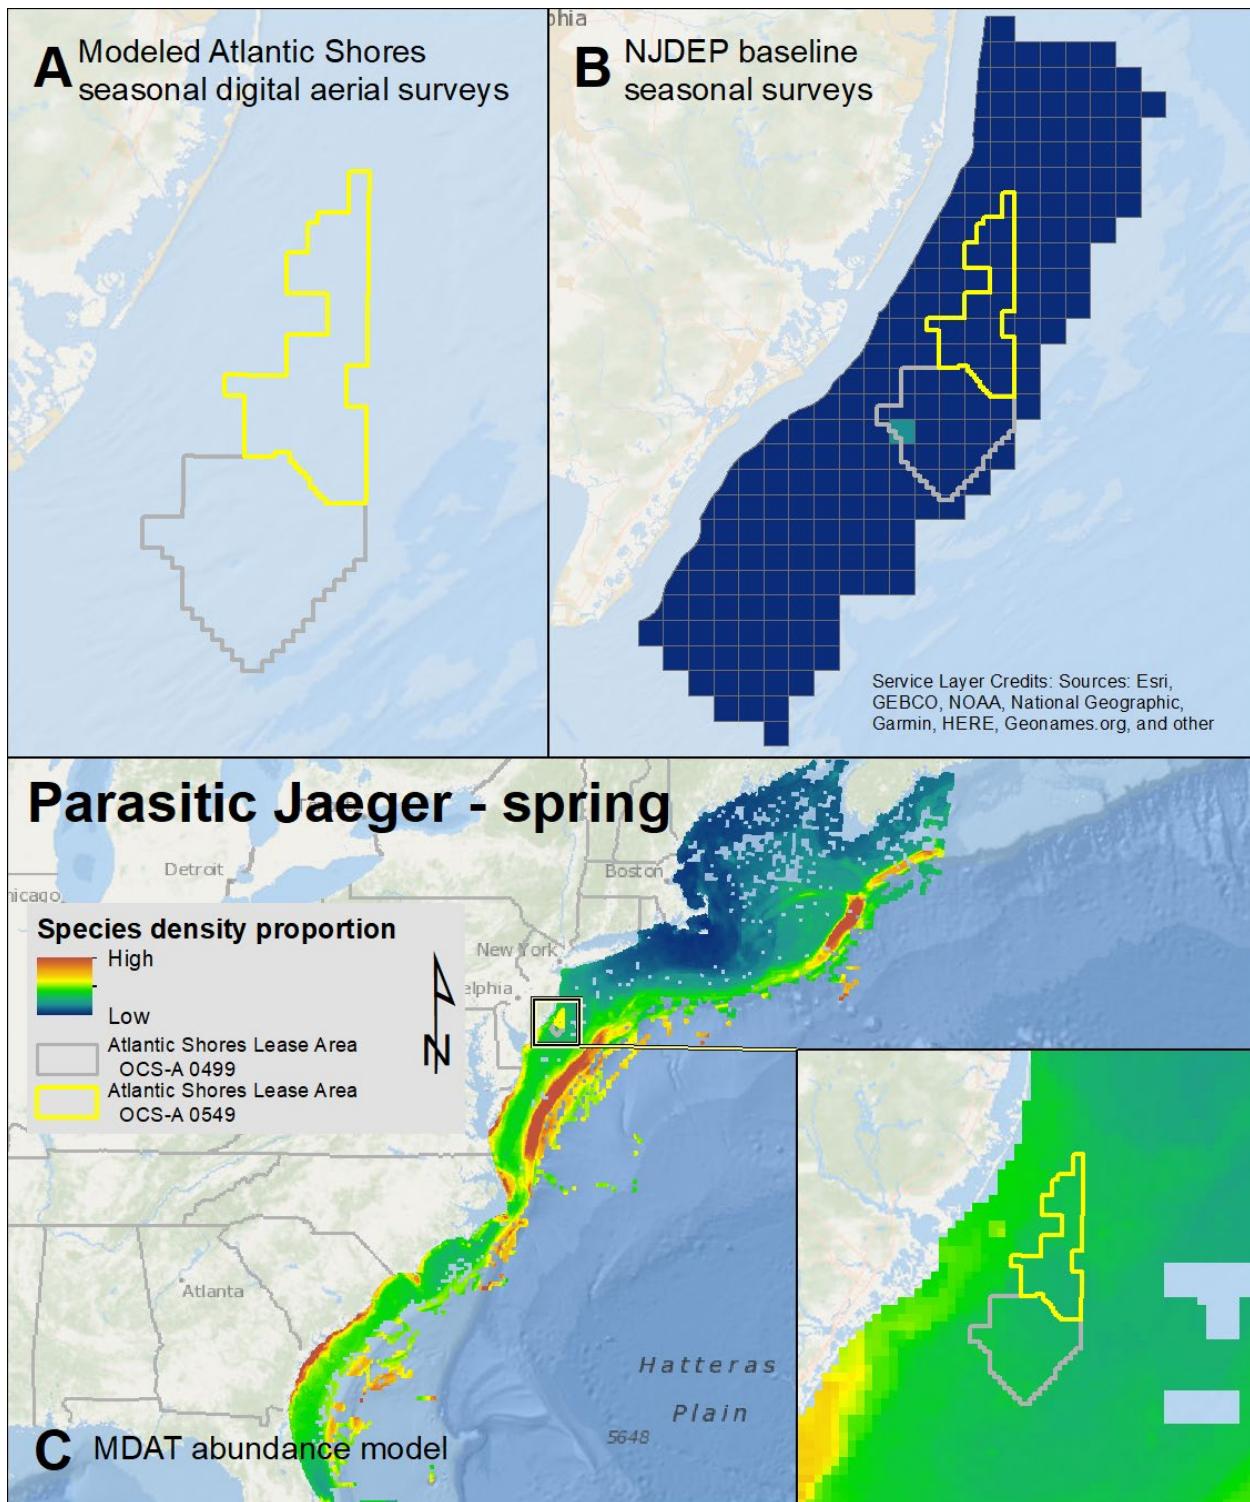 A Modeled Atlantic Shores
seasonal digital aerial surveys
phia
B NJDEP baseline
seasonal surveys
Service Layer Credits: Sources: Esri,
GEBCO, NOAA, National Geographic,
Garmin, HERE, Geonames.org, and other
Parasitic Jaeger - spring
Detroit
hicago
Boston
Species density proportion
High
Low
New York
elphia
N
Atlantic Shores Lease Area
OCS-A 0499
Atlantic Shores Lease Area
OCS-A 0549
Atlanta
Hatteras
Plain
5648
C MDAT abundance model